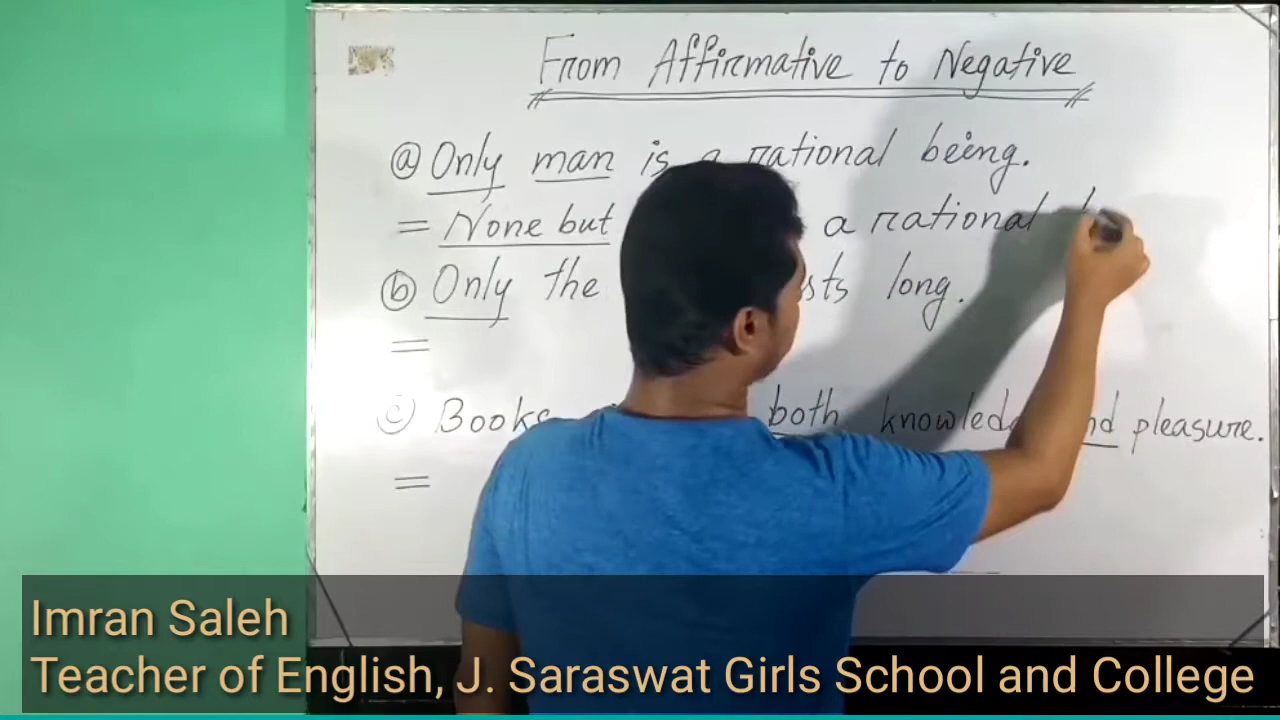 From Affirmative to Negative
ⓐ Only man is a rational being.
= None but a rational
ⓑ Only the long.
=
ⓒ Books both knowledge and pleasure.
=
Imran Saleh
Teacher of English, J. Saraswat Girls School and College